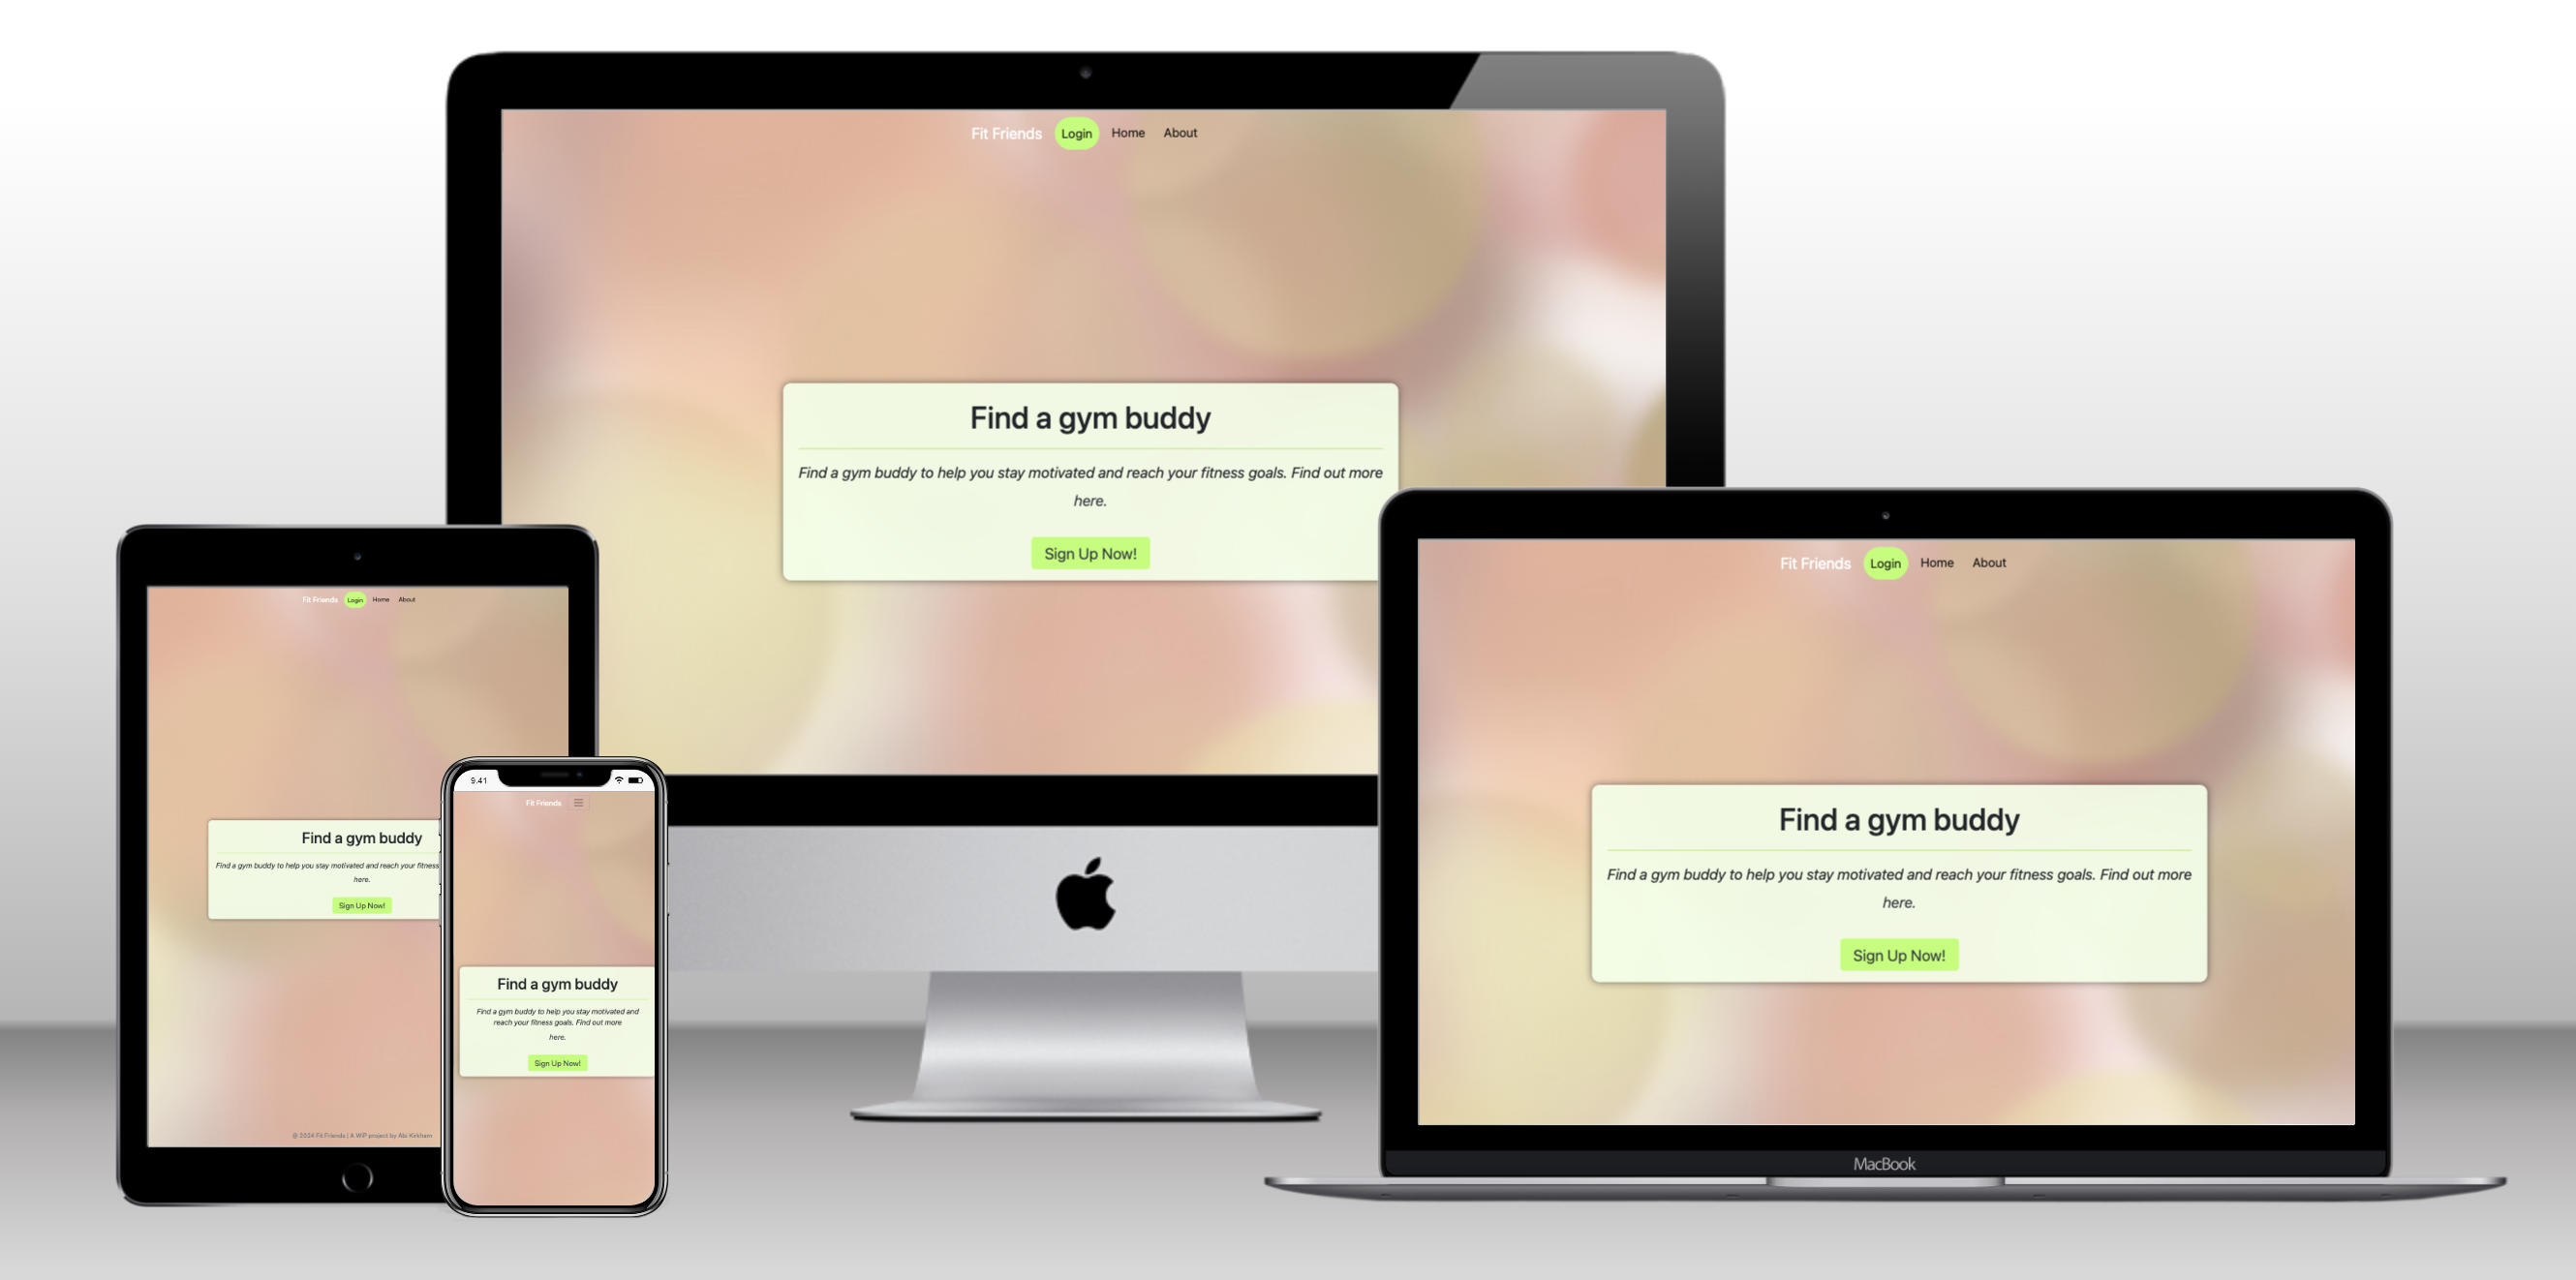 Fit Friends Login Home About
Find a gym buddy
Find a gym buddy to help you stay motivated and reach your fitness goals. Find out more
here.
Sign Up Now!
Fit Friends Login Home About
Find a gym buddy
Find a gym buddy to help you stay motivated and reach your fitness
here.
Sign Up Now!
@ 2024 Fit Friends | A WIP project by Abi Kirkham
9.41
Fit Friends
Find a gym buddy
Find a gym buddy to help you stay motivated and
reach your fitness goals. Find out more
here.
Sign Up Now!
Fit Friends Login Home About
Find a gym buddy
Find a gym buddy to help you stay motivated and reach your fitness goals. Find out more
here.
Sign Up Now!
MacBook